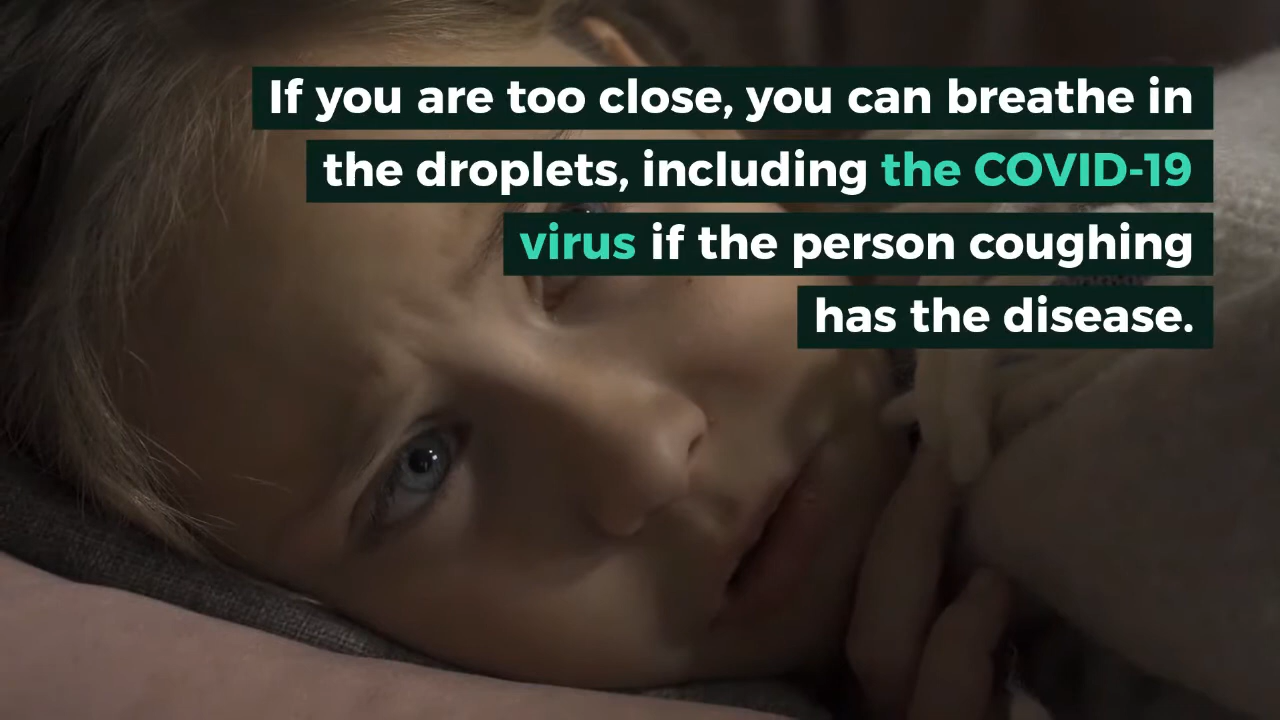 If you are too close, you can breathe in
the droplets, including the COVID-19
virus if the person coughing
has the disease.